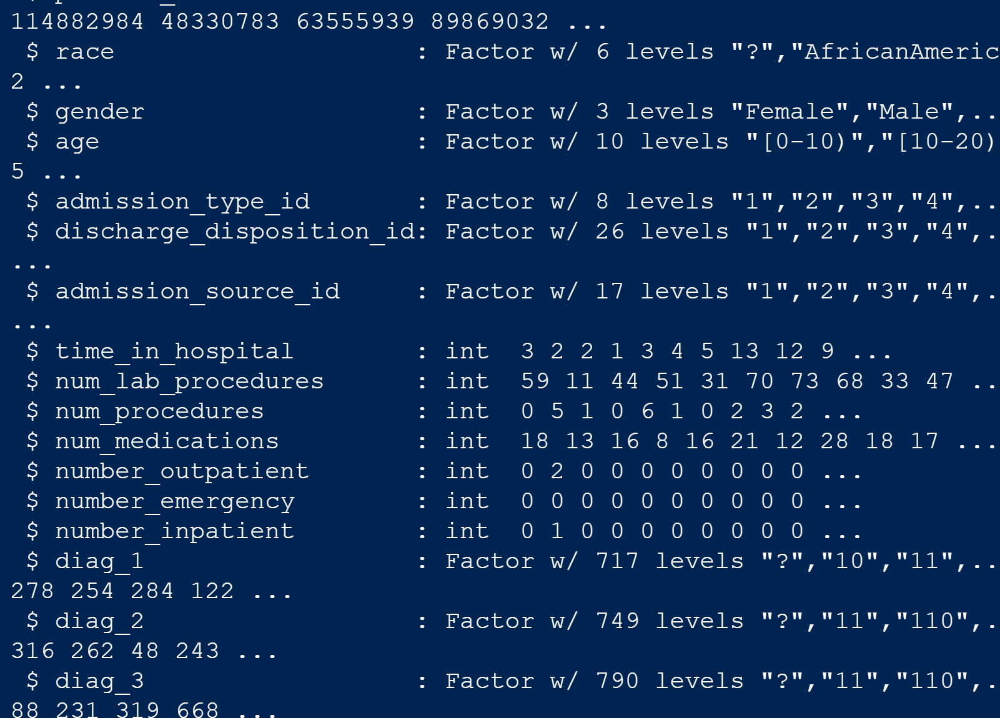 114882984 48330783 63555939 89869032 ...
$ race : Factor w/ 6 levels "?","AfricanAmeric
2 ...
$ gender : Factor w/ 3 levels "Female","Male",..
$ age : Factor w/ 10 levels "[0-10)","[10-20)
5 ...
$ admission_type_id : Factor w/ 8 levels "1","2","3","4",..
$ discharge_disposition_id: Factor w/ 26 levels "1","2","3","4",.
...
$ admission_source_id : Factor w/ 17 levels "1","2","3","4",.
...
$ time_in_hospital : int 3 2 2 1 3 4 5 13 12 9 ...
$ num_lab_procedures : int 59 11 44 51 31 70 73 68 33 47 ..
$ num_procedures : int 0 5 1 0 6 1 0 2 3 2 ...
$ num_medications : int 18 13 16 8 16 21 12 28 18 17 ...
$ number_outpatient : int 0 2 0 0 0 0 0 0 0 0 ...
$ number_emergency : int 0 0 0 0 0 0 0 0 0 0 ...
$ number_inpatient : int 0 1 0 0 0 0 0 0 0 0 ...
$ diag_1 : Factor w/ 717 levels "?","10","11",..
278 254 284 122 ...
$ diag_2 : Factor w/ 749 levels "?","11","110",.
316 262 48 243 ...
$ diag_3 : Factor w/ 790 levels "?","11","110",.
88 231 319 668 ...